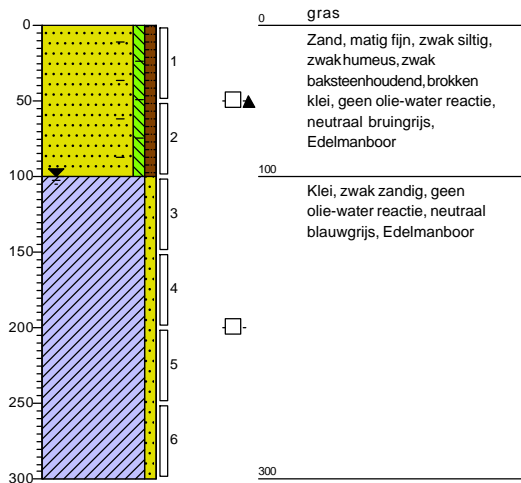 0
50
100
150
200
250
300
1
2
3
4
5
6
0
gras
Zand, matig fijn, zwak siltig,
zwak humeus, zwak
baksteenhoudend, brokken
klei, geen olie-water reactie,
neutraal bruingrijs,
Edelmanboor
100
Klei, zwak zandig, geen
olie-water reactie, neutraal
blauwgrijs, Edelmanboor
300